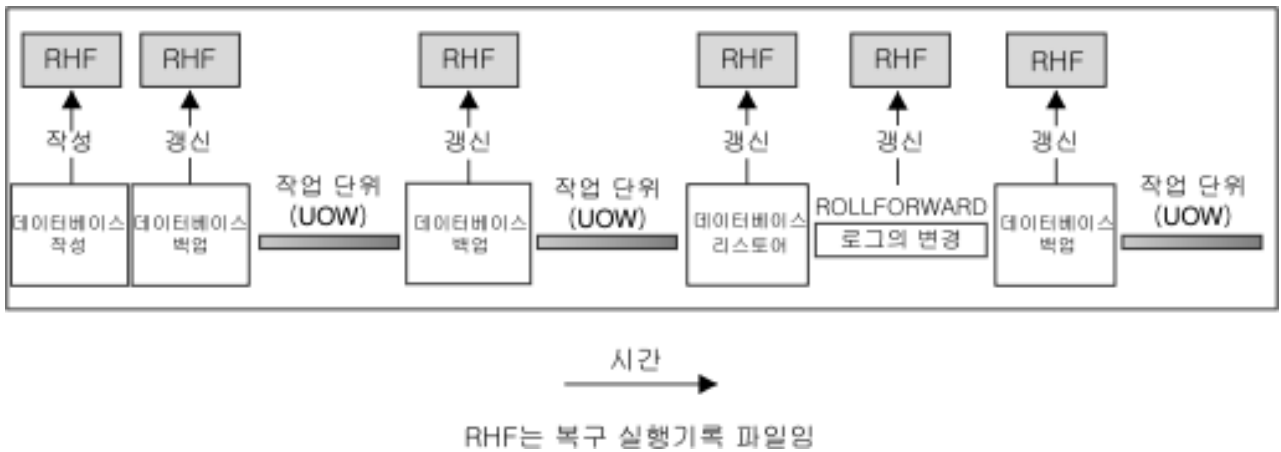 RHF RHF RHF RHF RHF RHF
작성 갱신 갱신 갱신 갱신 갱신
데이터베이스
작성
데이터베이스
백업
작업 단위
(UOW)
데이터베이스
백업
작업 단위
(UOW)
데이터베이스
리스토어
ROLLFORWARD
로그의 변경
데이터베이스
백업
작업 단위
(UOW)
시간
RHF는 복구 실행기록 파일임